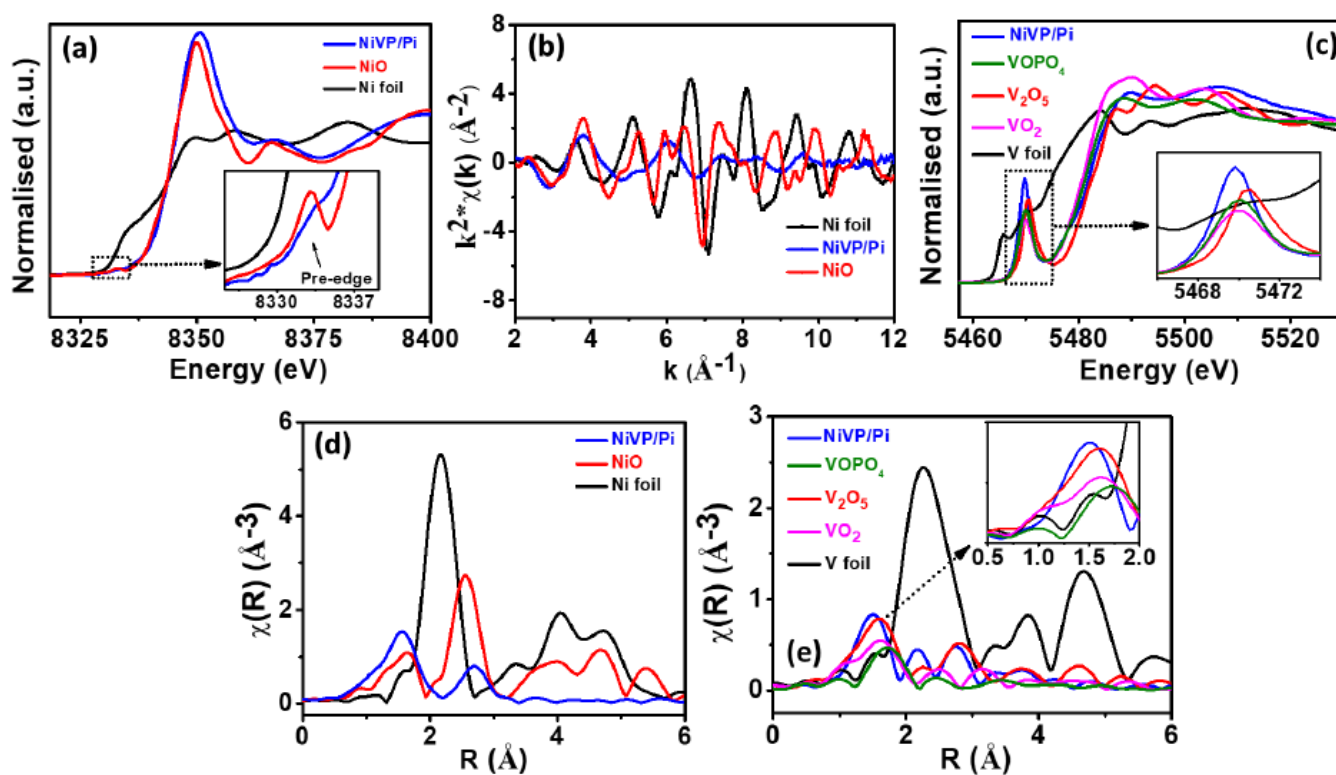 (a)
NiVP/Pi
NiO
Ni foil
Normalised (a.u.)
Pre-edge
8330 8337
8325 8350 8375 8400
Energy (eV)
(b)
k²*χ(k) (Å⁻²)
8
4
0
-4
-8
Ni foil
NiVP/Pi
NiO
2 4 6 8 10 12
k (Å⁻¹)
(c)
NiVP/Pi
VOPO₄
V₂O₅
VO₂
V foil
Normalised (a.u.)
5468 5472
5460 5480 5500 5520
Energy (eV)
(d)
NiVP/Pi
NiO
Ni foil
χ(R) (Å-3)
6
4
2
0
0 2 4 6
R (Å)
NiVP/Pi
VOPO₄
V₂O₅
VO₂
V foil
0.5 1.0 1.5 2.0
χ(R) (Å-3)
3
2
1
0
(e)
0 2 4 6
R (Å)